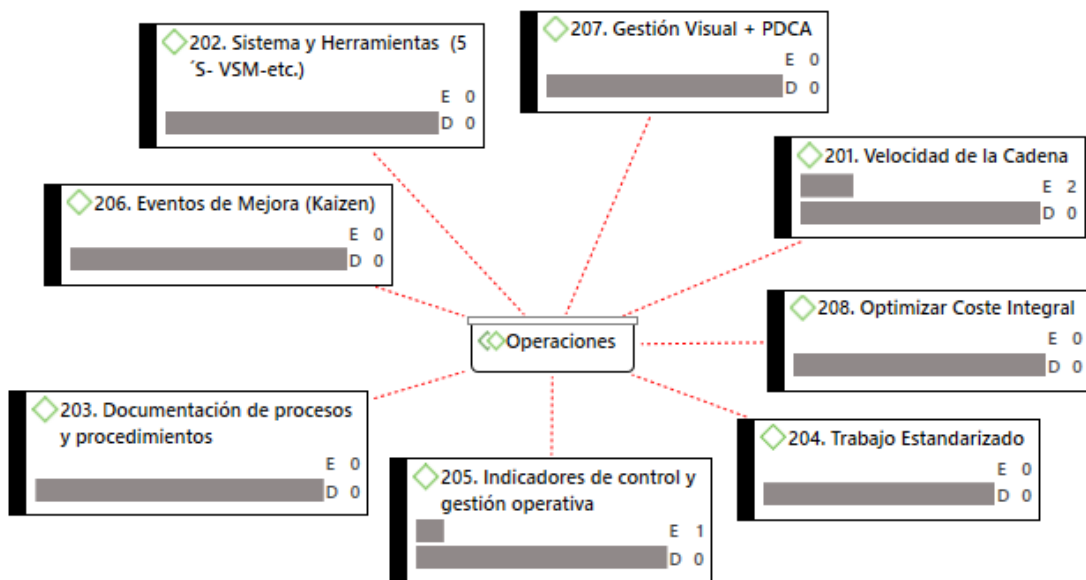 202. Sistema y Herramientas (5
´S- VSM-etc.)
E 0
D 0
207. Gestión Visual + PDCA
E 0
D 0
201. Velocidad de la Cadena
E 2
D 0
206. Eventos de Mejora (Kaizen)
E 0
D 0
208. Optimizar Coste Integral
E 0
D 0
Operaciones
203. Documentación de procesos
y procedimientos
E 0
D 0
205. Indicadores de control y
gestión operativa
E 1
D 0
204. Trabajo Estandarizado
E 0
D 0